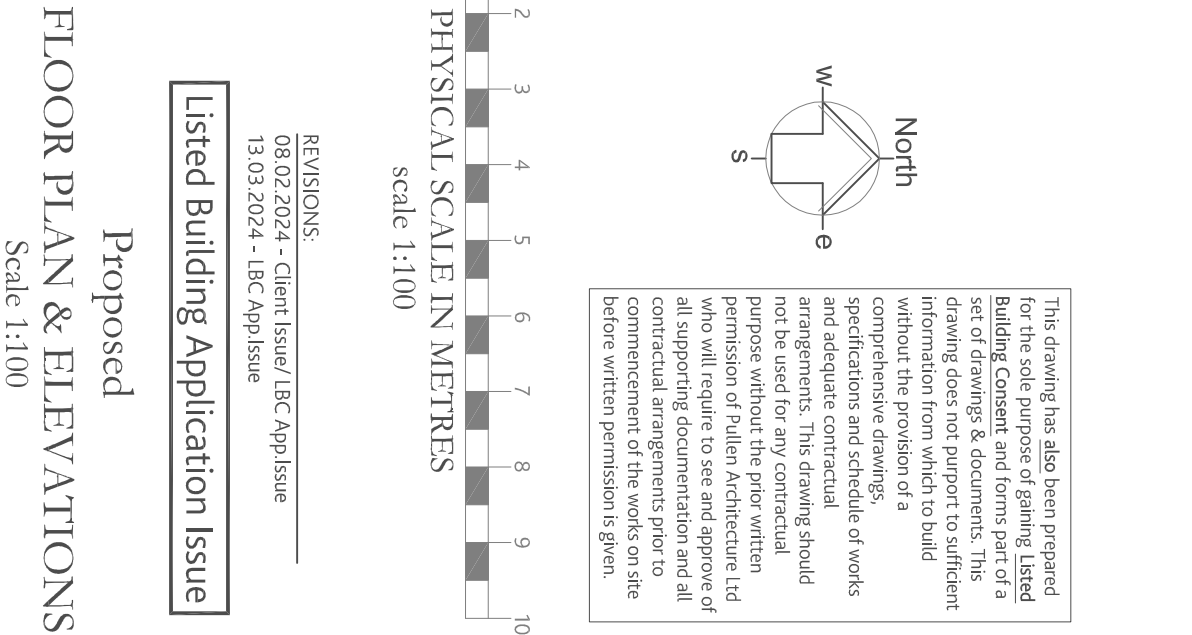 North
w
e
s
This drawing has also been prepared
for the sole purpose of gaining Listed
Building Consent and forms part of a
set of drawings & documents. This
drawing does not purport to sufficient
information from which to build
without the provision of a
comprehensive drawings,
specifications and schedule of works
and adequate contractual
arrangements. This drawing should
not be used for any contractual
purpose without the prior written
permission of Pullen Architecture Ltd
who will require to see and approve of
all supporting documentation and all
contractual arrangements prior to
commencement of the works on site
before written permission is given.
2 3 4 5 6 7 8 9 10
PHYSICAL SCALE IN METRES
scale 1:100
REVISIONS:
08.02.2024 - Client Issue/ LBC App.Issue
13.03.2024 - LBC App.Issue
Listed Building Application Issue
Proposed
FLOOR PLAN & ELEVATIONS
Scale 1:100